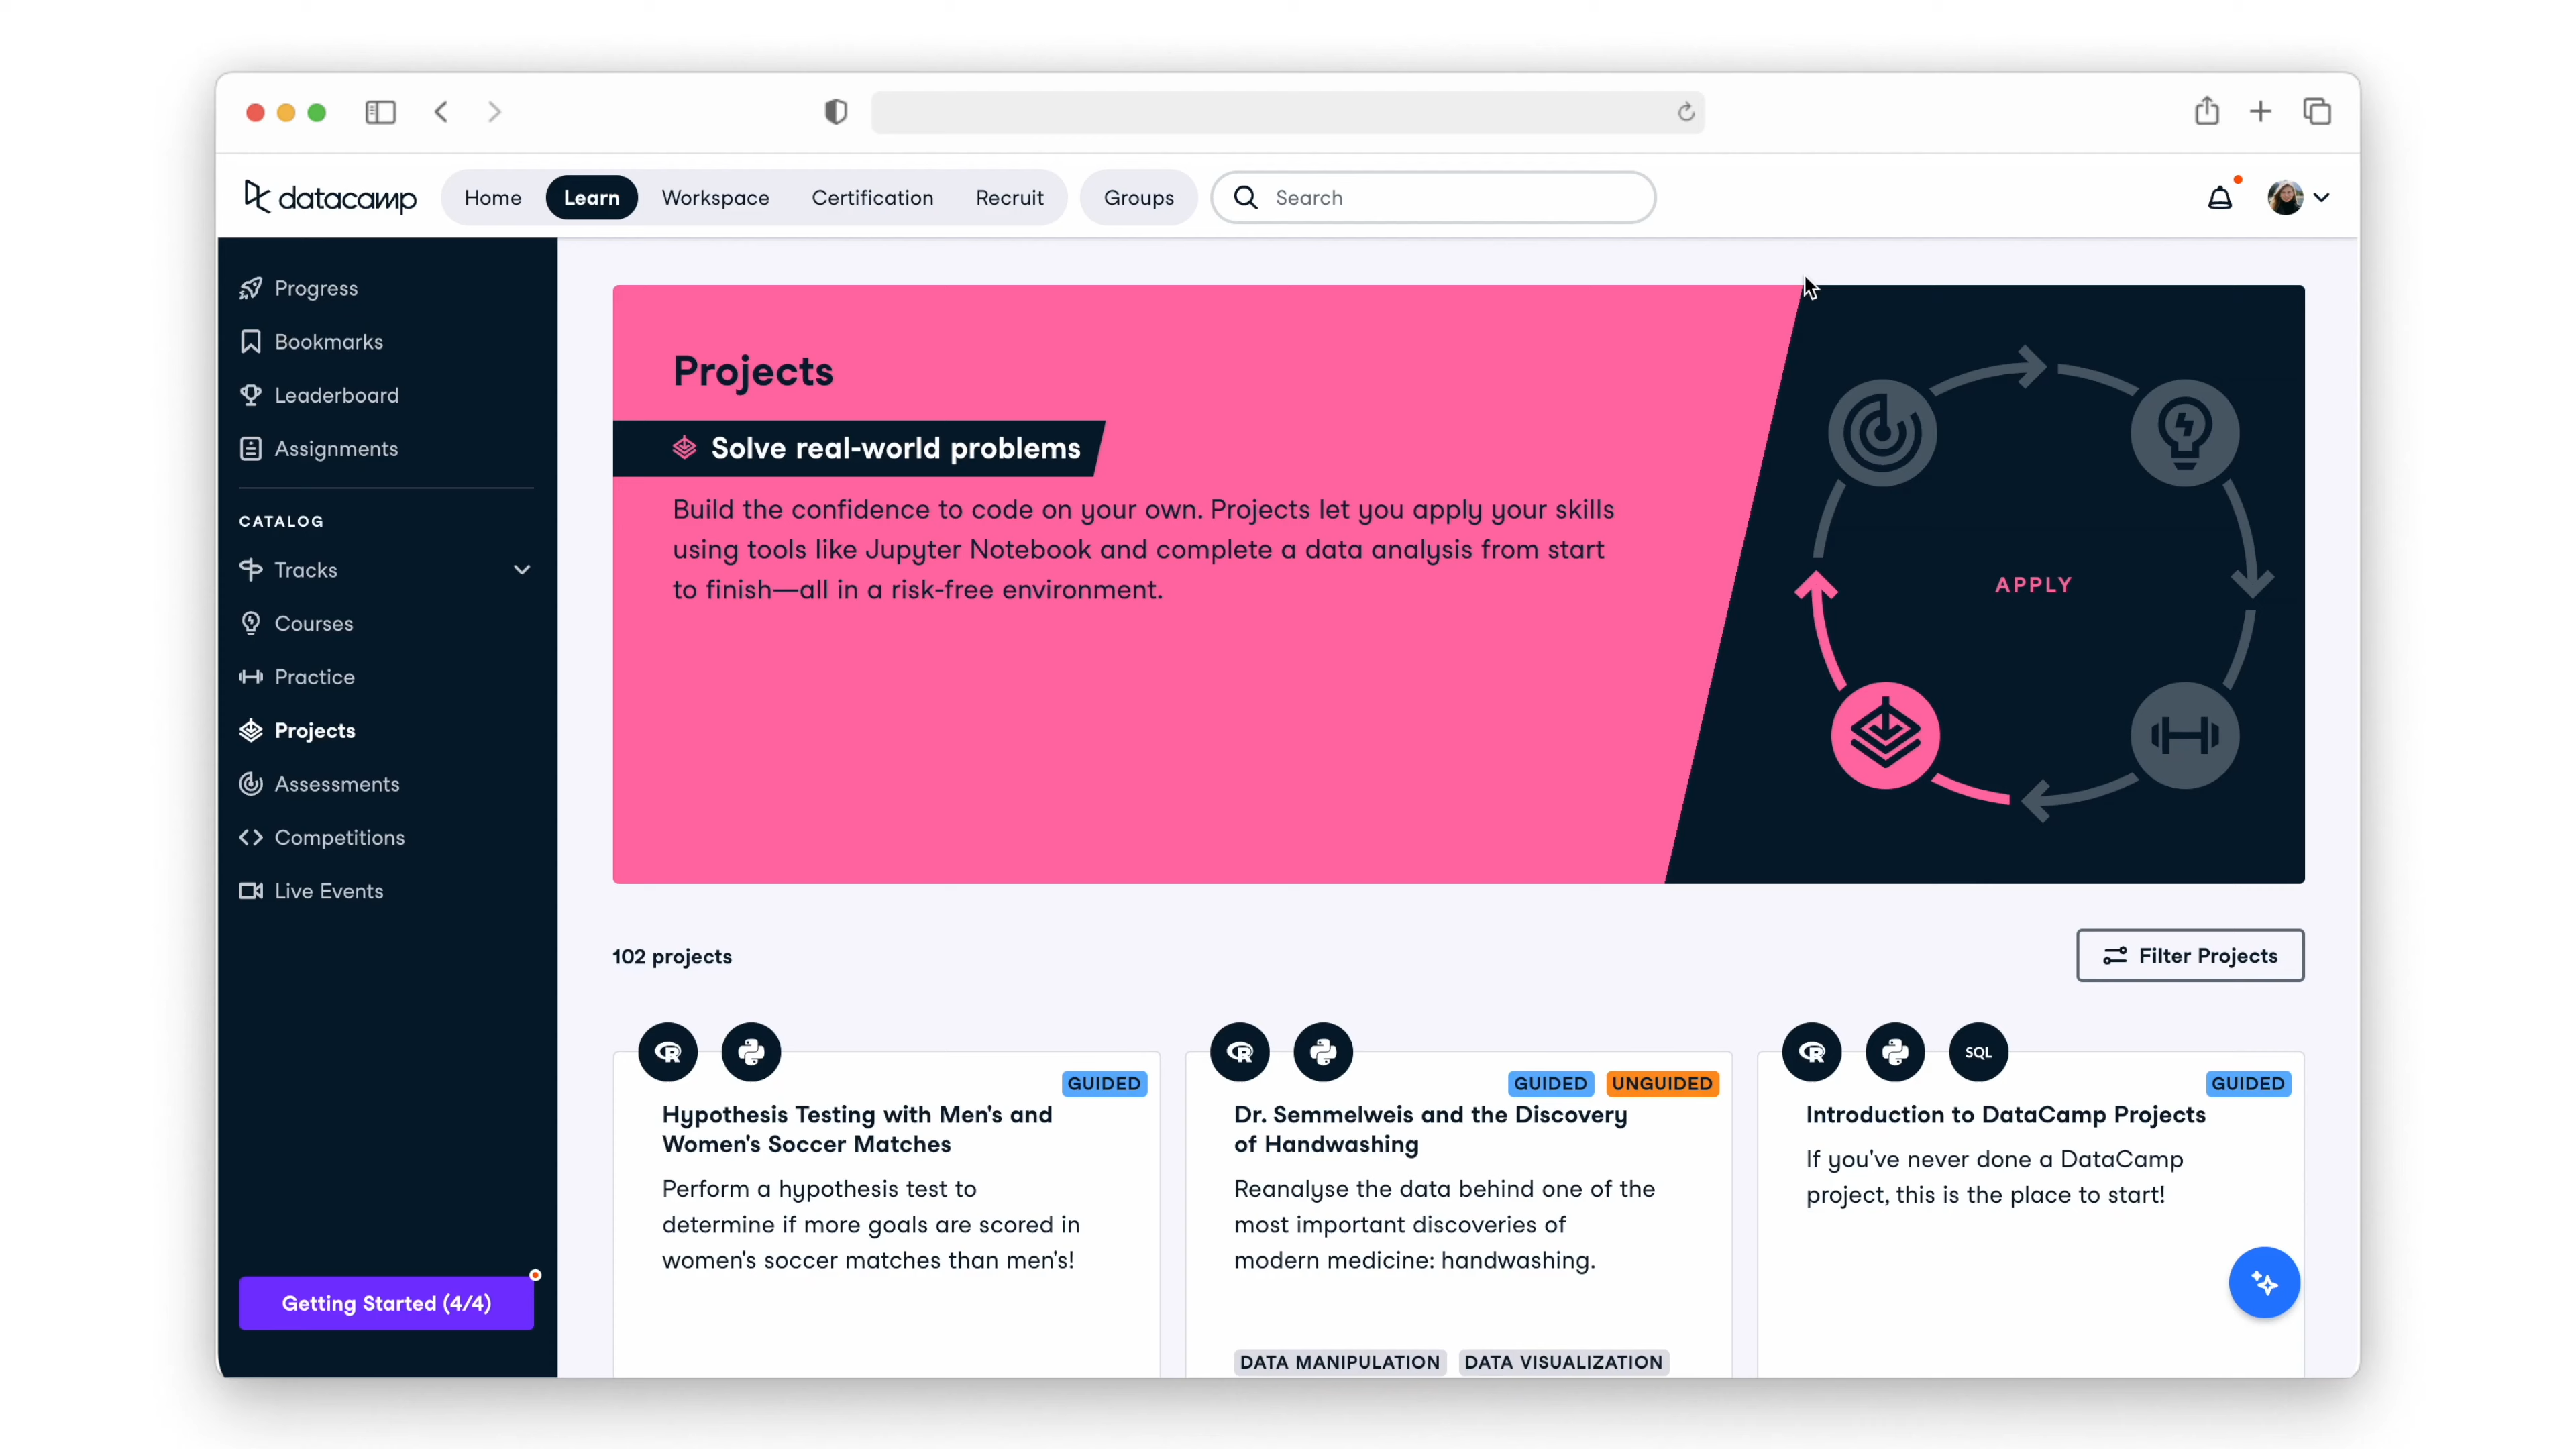 datacamp
Home
Learn
Workspace
Certification
Recruit
Groups
Search
Progress
Bookmarks
Leaderboard
Assignments
CATALOG
Tracks
Courses
Practice
Projects
Assessments
Competitions
Live Events
Getting Started (4/4)
Projects
Solve real-world problems
Build the confidence to code on your own. Projects let you apply your skills
using tools like Jupyter Notebook and complete a data analysis from start
to finish—all in a risk-free environment.
APPLY
102 projects
Filter Projects
R
GUIDED
Hypothesis Testing with Men's and
Women's Soccer Matches
Perform a hypothesis test to
determine if more goals are scored in
women's soccer matches than men's!
R
GUIDED
UNGUIDED
Dr. Semmelweis and the Discovery
of Handwashing
Reanalyse the data behind one of the
most important discoveries of
modern medicine: handwashing.
DATA MANIPULATION
DATA VISUALIZATION
R
SQL
GUIDED
Introduction to DataCamp Projects
If you've never done a DataCamp
project, this is the place to start!